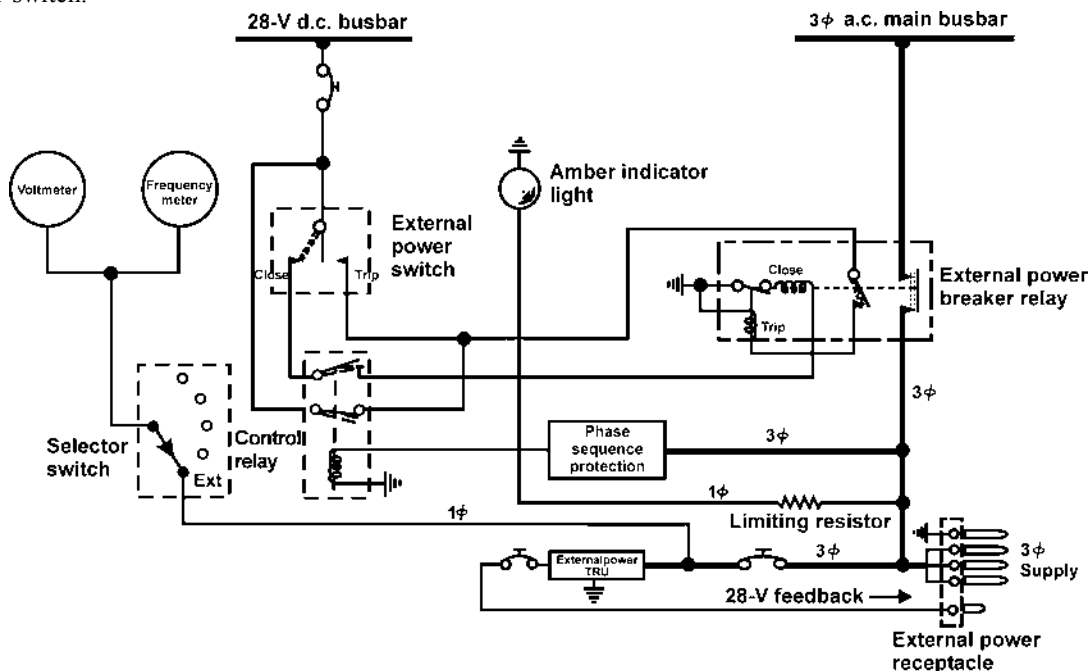 switch.
28-V d.c. busbar
3ϕ a.c. main busbar
Voltmeter
Frequency
meter
Amber indicator
light
External
power
switch
Close
Trip
Close
Trip
External power
breaker relay
3ϕ
Selector
switch
Ext
Control
relay
Phase
sequence
protection
3ϕ
1ϕ
Limiting resistor
1ϕ
Externalpower
TRU
3ϕ
3ϕ
Supply
28-V feedback
External power
receptacle